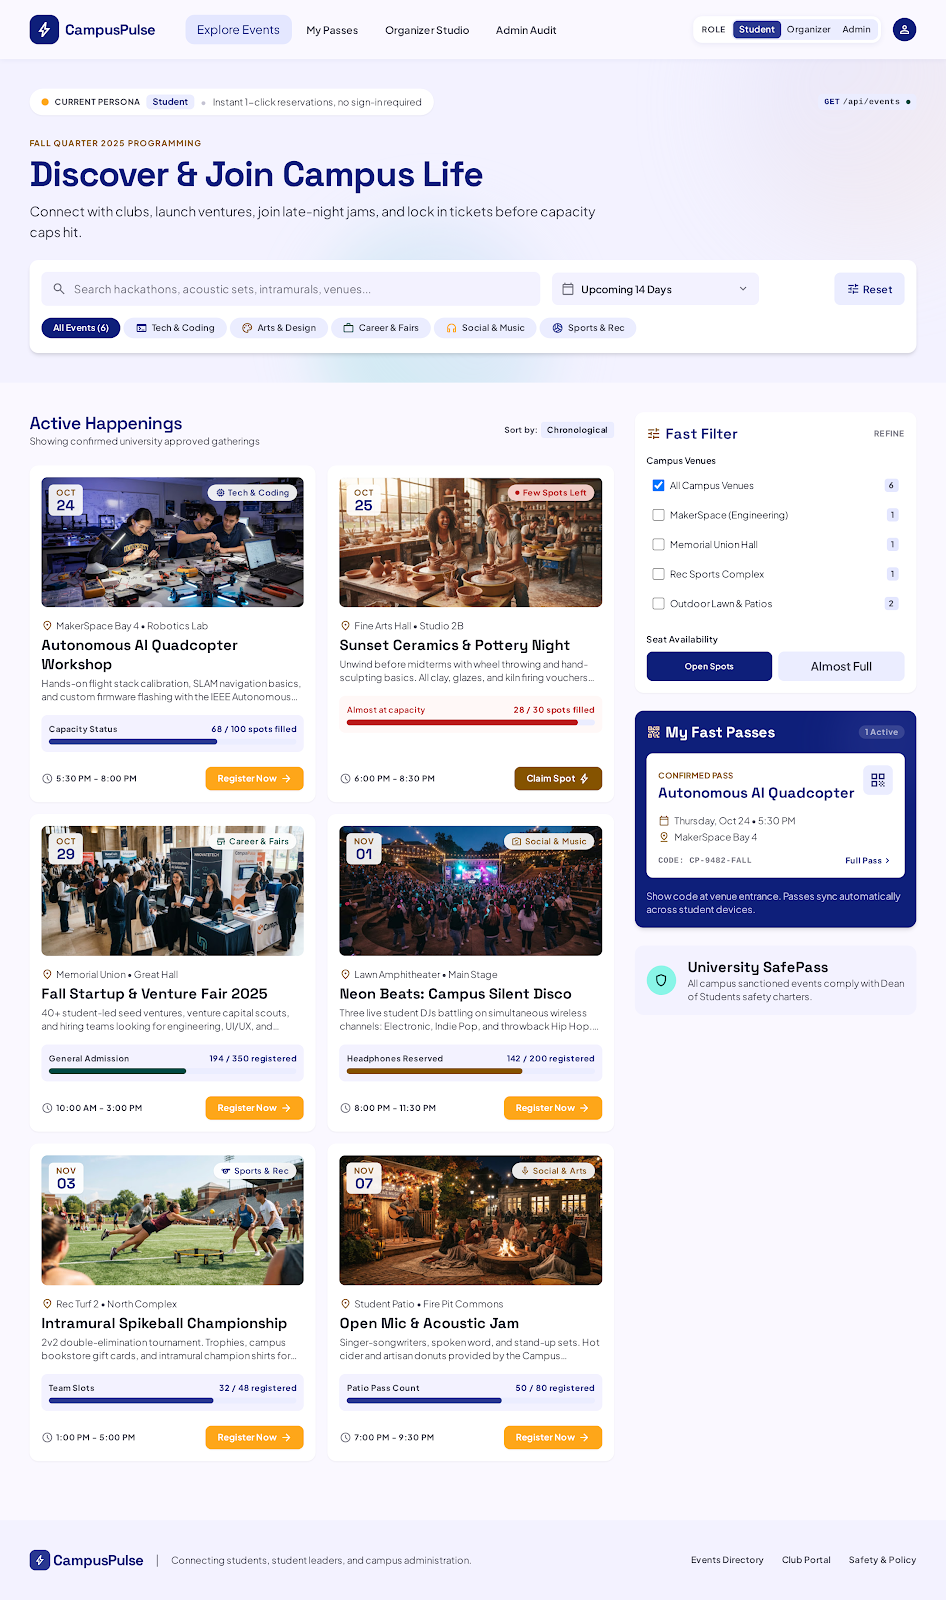 CampusPulse
Explore Events
My Passes
Organizer Studio
Admin Audit
ROLE
Student
Organizer
Admin
CURRENT PERSONA
Student
Instant 1-click reservations, no sign-in required
GET /api/events
FALL QUARTER 2025 PROGRAMMING
Discover & Join Campus Life
Connect with clubs, launch ventures, join late-night jams, and lock in tickets before capacity
caps hit.
Search hackathons, acoustic sets, intramurals, venues...
Upcoming 14 Days
Reset
All Events (6)
Tech & Coding
Arts & Design
Career & Fairs
Social & Music
Sports & Rec
Active Happenings
Showing confirmed university approved gatherings
Sort by:
Chronological
OCT
24
Tech & Coding
MakerSpace Bay 4 • Robotics Lab
Autonomous AI Quadcopter
Workshop
Hands-on flight stack calibration, SLAM navigation basics,
and custom firmware flashing with the IEEE Autonomous...
Capacity Status
68 / 100 spots filled
5:30 PM - 8:00 PM
Register Now
OCT
25
Few Spots Left
Fine Arts Hall • Studio 2B
Sunset Ceramics & Pottery Night
Unwind before midterms with wheel throwing and hand-
sculpting basics. All clay, glazes, and kiln firing vouchers...
Almost at capacity
28 / 30 spots filled
6:00 PM - 8:30 PM
Claim Spot
OCT
29
Career & Fairs
Memorial Union • Great Hall
Fall Startup & Venture Fair 2025
40+ student-led seed ventures, venture capital scouts,
and hiring teams looking for engineering, UI/UX, and...
General Admission
194 / 350 registered
10:00 AM - 3:00 PM
Register Now
NOV
01
Social & Music
Lawn Amphitheater • Main Stage
Neon Beats: Campus Silent Disco
Three live student DJs battling on simultaneous wireless
channels: Electronic, Indie Pop, and throwback Hip Hop....
Headphones Reserved
142 / 200 registered
8:00 PM - 11:30 PM
Register Now
NOV
03
Sports & Rec
Rec Turf 2 • North Complex
Intramural Spikeball Championship
2v2 double-elimination tournament. Trophies, campus
bookstore gift cards, and intramural champion shirts for...
Team Slots
32 / 48 registered
1:00 PM - 5:00 PM
Register Now
NOV
07
Social & Arts
Student Patio • Fire Pit Commons
Open Mic & Acoustic Jam
Singer-songwriters, spoken word, and stand-up sets. Hot
cider and artisan donuts provided by the Campus...
Patio Pass Count
50 / 80 registered
7:00 PM - 9:30 PM
Register Now
Fast Filter
REFINE
Campus Venues
All Campus Venues
6
MakerSpace (Engineering)
1
Memorial Union Hall
1
Rec Sports Complex
1
Outdoor Lawn & Patios
2
Seat Availability
Open Spots
Almost Full
My Fast Passes
1 Active
CONFIRMED PASS
Autonomous AI Quadcopter
Thursday, Oct 24 • 5:30 PM
MakerSpace Bay 4
CODE: CP-9482-FALL
Full Pass
Show code at venue entrance. Passes sync automatically
across student devices.
University SafePass
All campus sanctioned events comply with Dean
of Students safety charters.
CampusPulse
Connecting students, student leaders, and campus administration.
Events Directory
Club Portal
Safety & Policy